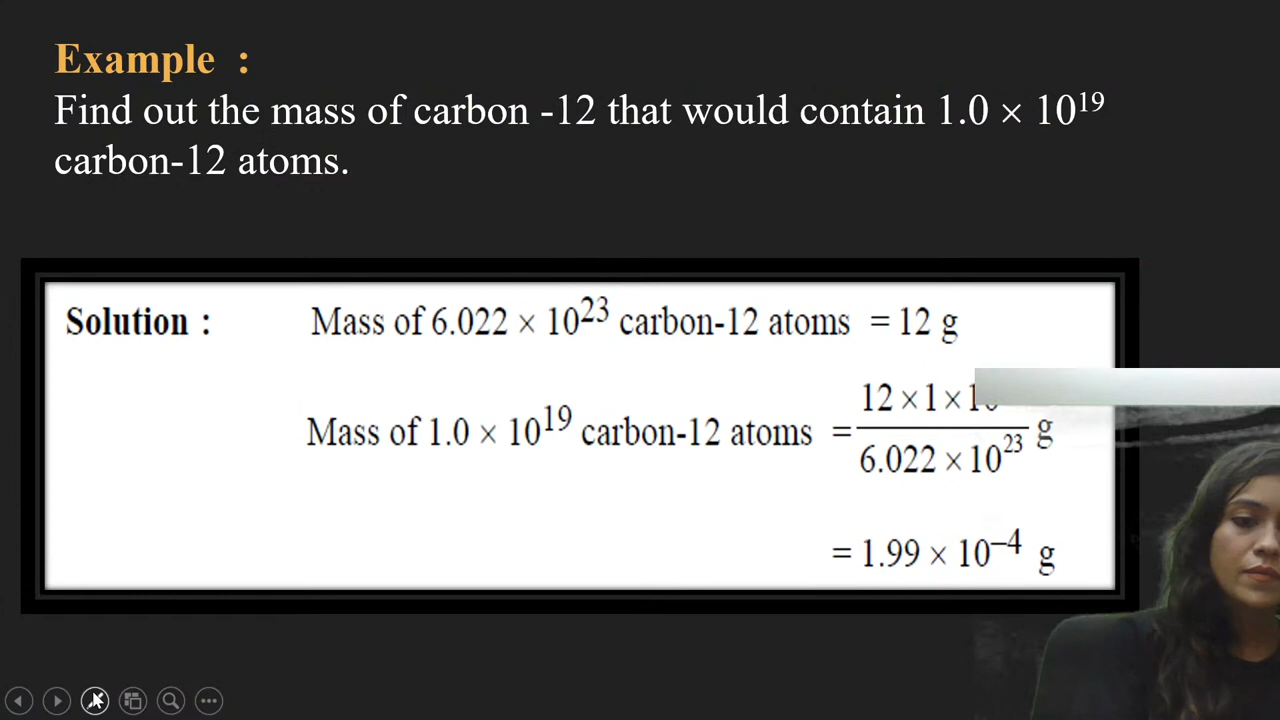 Example :
Find out the mass of carbon -12 that would contain 1.0 × 10¹⁹
carbon-12 atoms.
Solution : Mass of 6.022 × 10²³ carbon-12 atoms = 12 g
12 × 1 ×
Mass of 1.0 × 10¹⁹ carbon-12 atoms = g
6.022 × 10²³
= 1.99 × 10⁻⁴ g